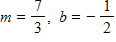 m = 7/3, b = −1/2